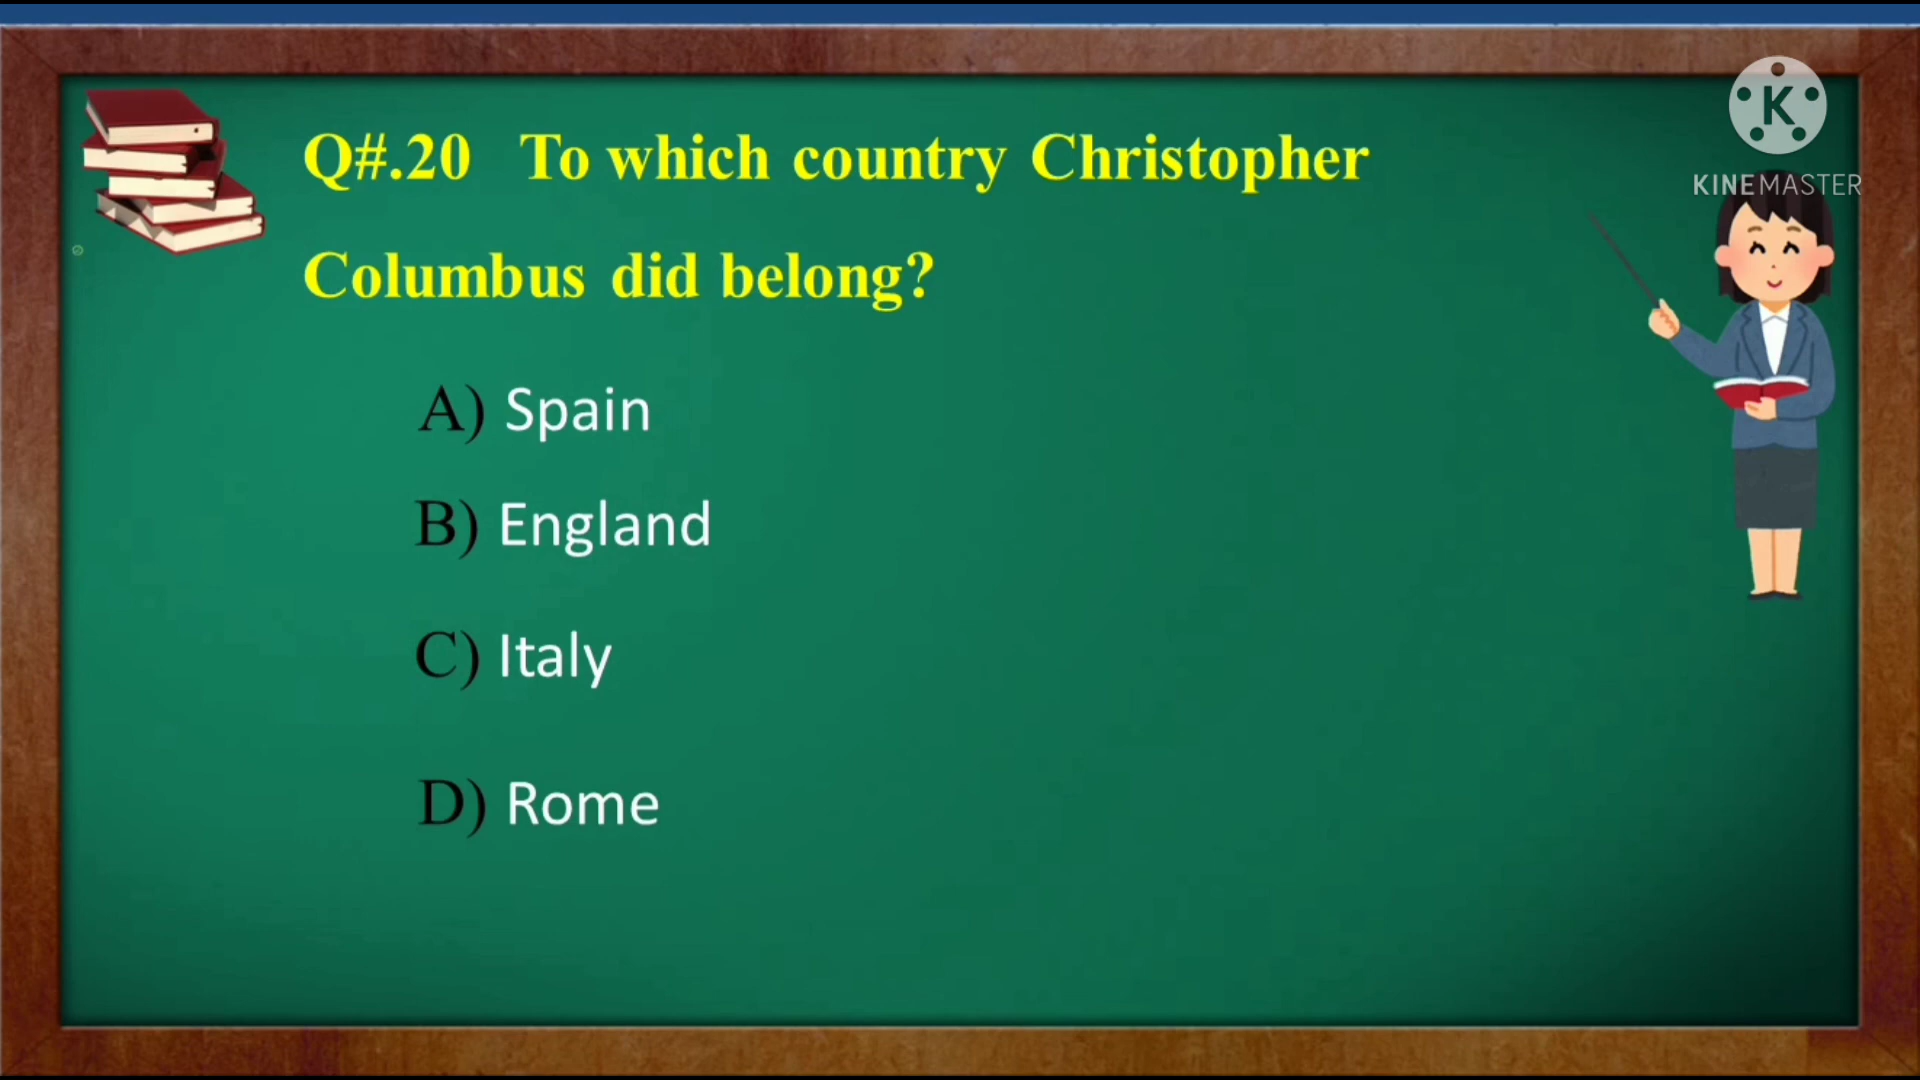 K
KINEMASTER
Q#.20 To which country Christopher
Columbus did belong?
A) Spain
B) England
C) Italy
D) Rome